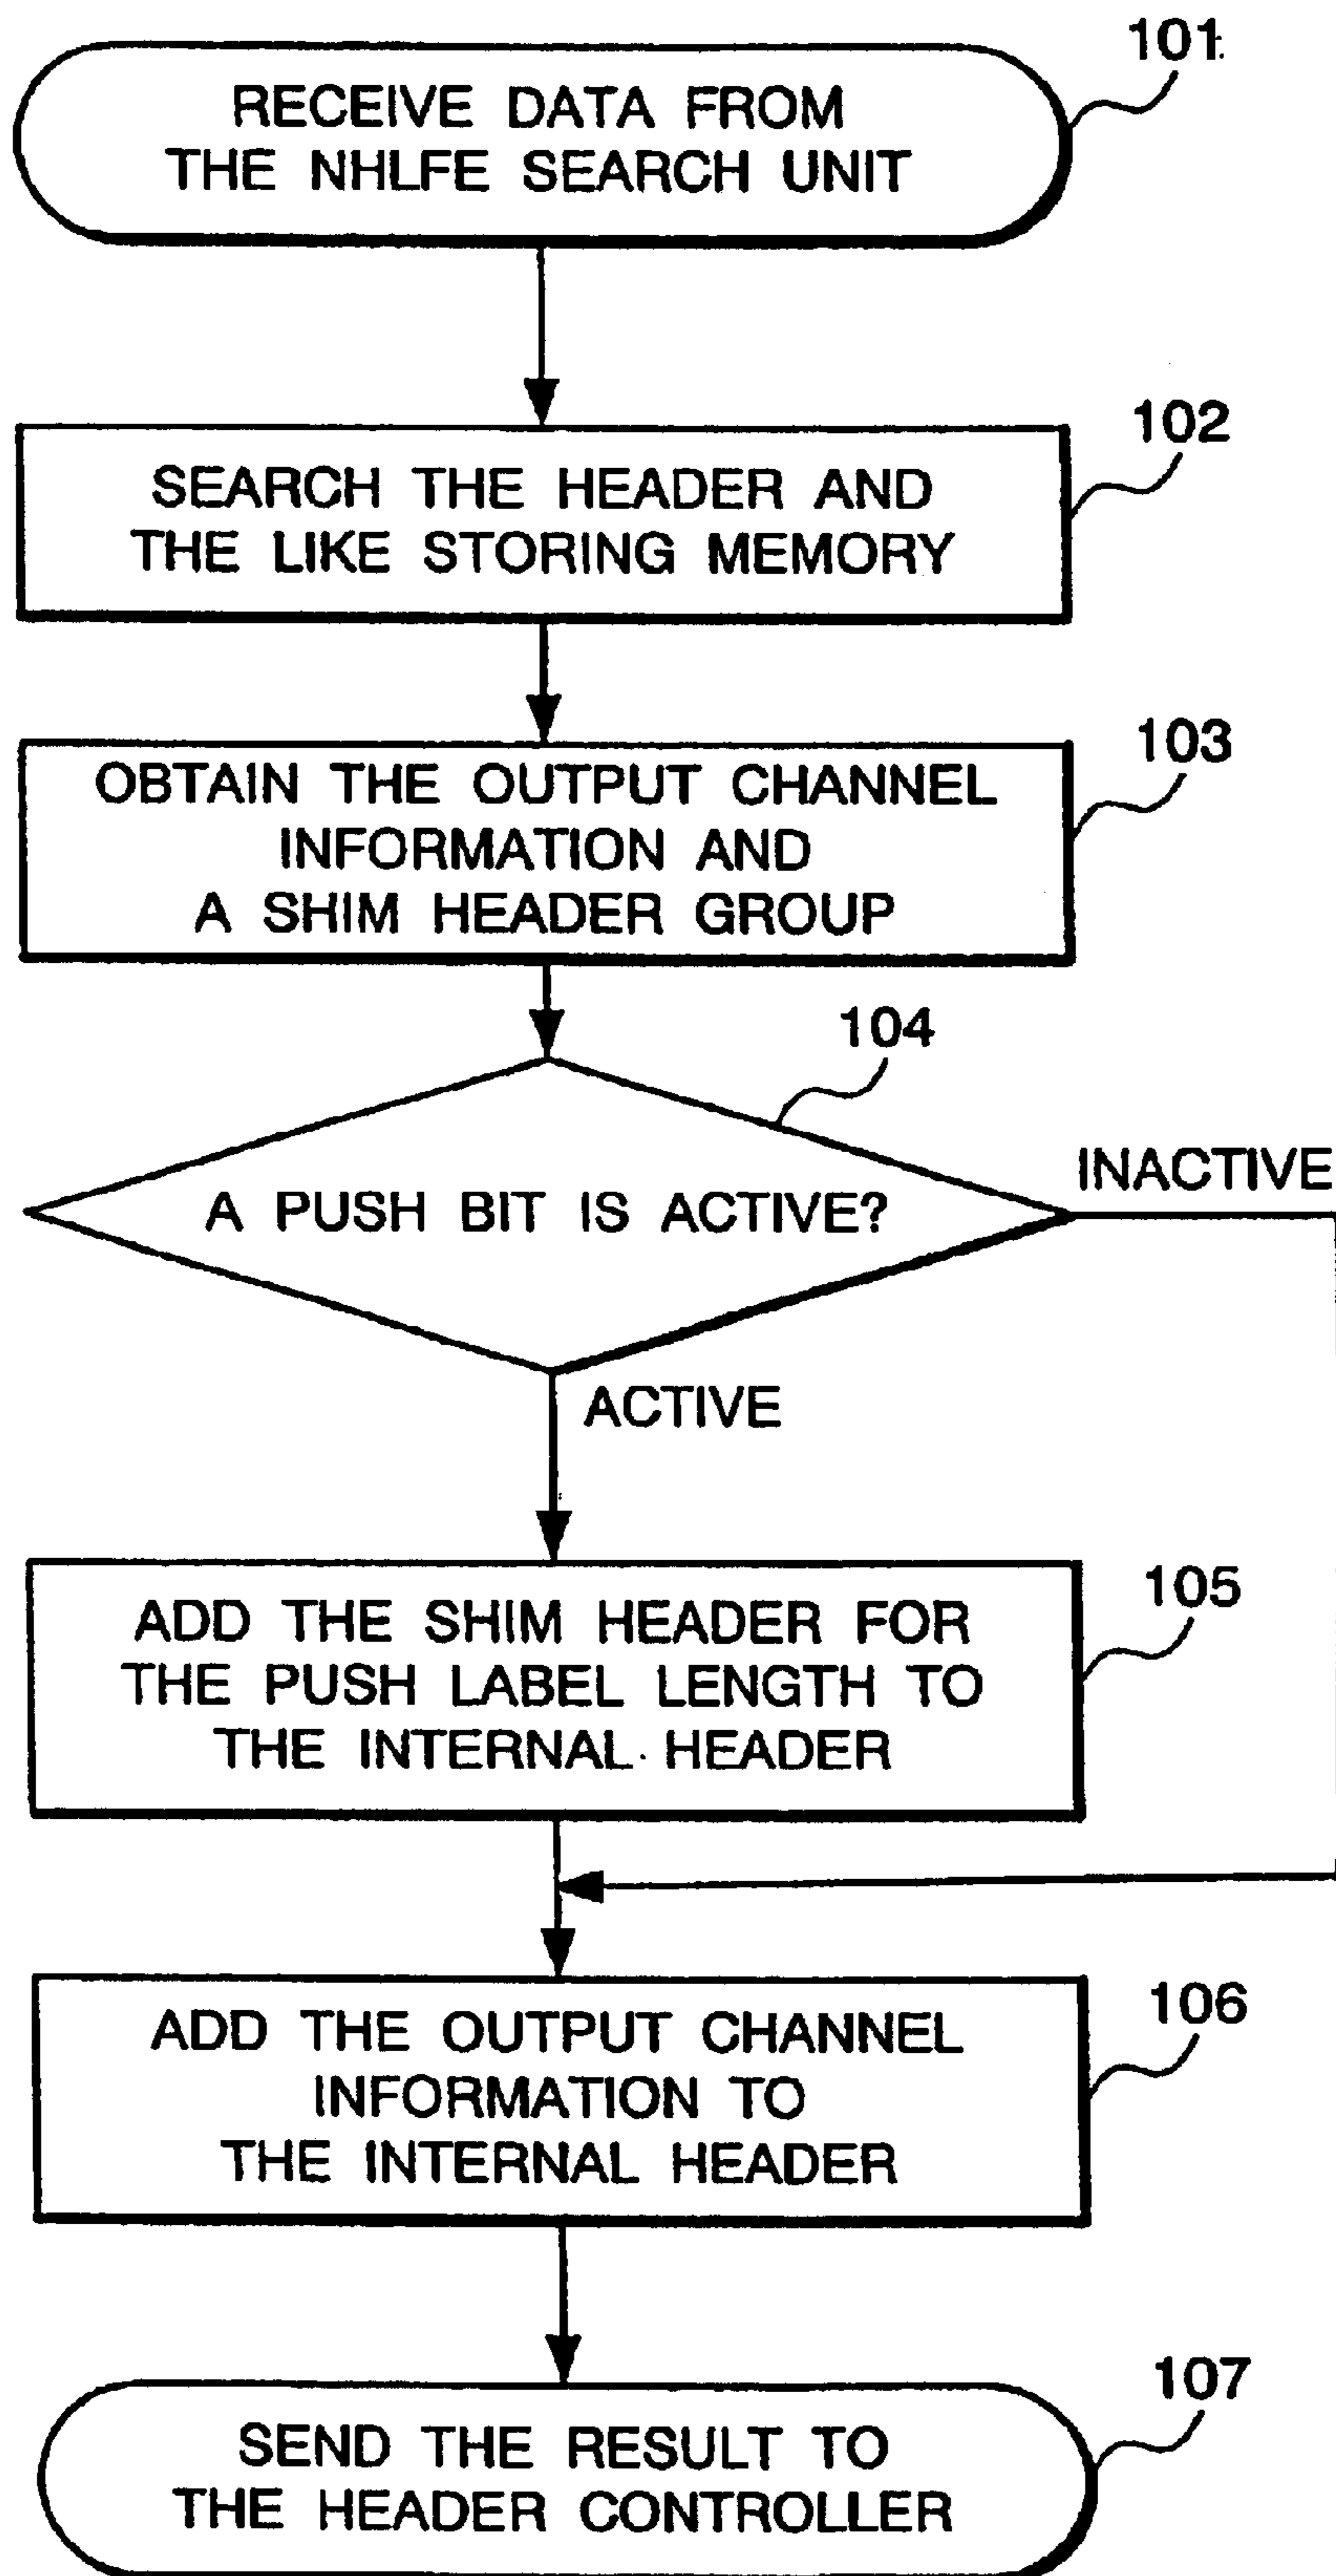 101
RECEIVE DATA FROM
THE NHLFE SEARCH UNIT
102
SEARCH THE HEADER AND
THE LIKE STORING MEMORY
103
OBTAIN THE OUTPUT CHANNEL
INFORMATION AND
A SHIM HEADER GROUP
104
INACTIVE
A PUSH BIT IS ACTIVE?
ACTIVE
105
ADD THE SHIM HEADER FOR
THE PUSH LABEL LENGTH TO
THE INTERNAL HEADER
106
ADD THE OUTPUT CHANNEL
INFORMATION TO
THE INTERNAL HEADER
107
SEND THE RESULT TO
THE HEADER CONTROLLER